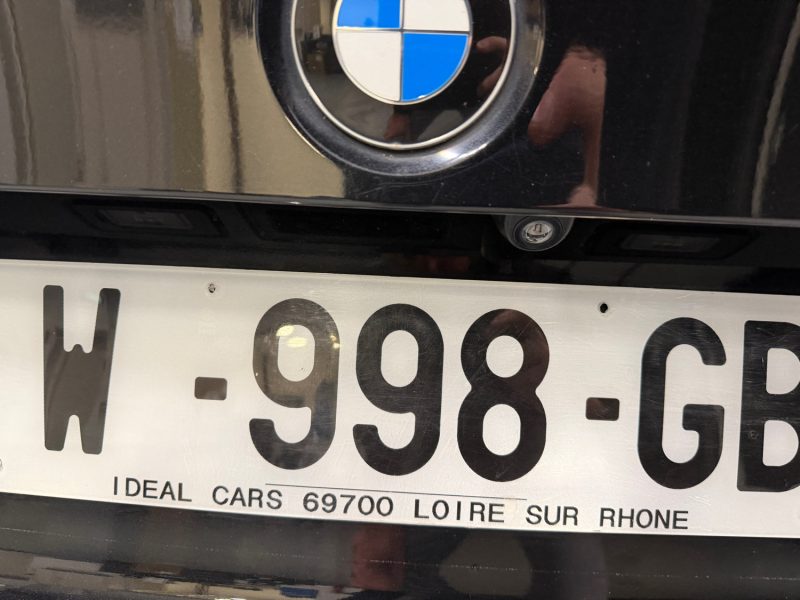 W-998-GB
IDEAL CARS 69700 LOIRE SUR RHONE